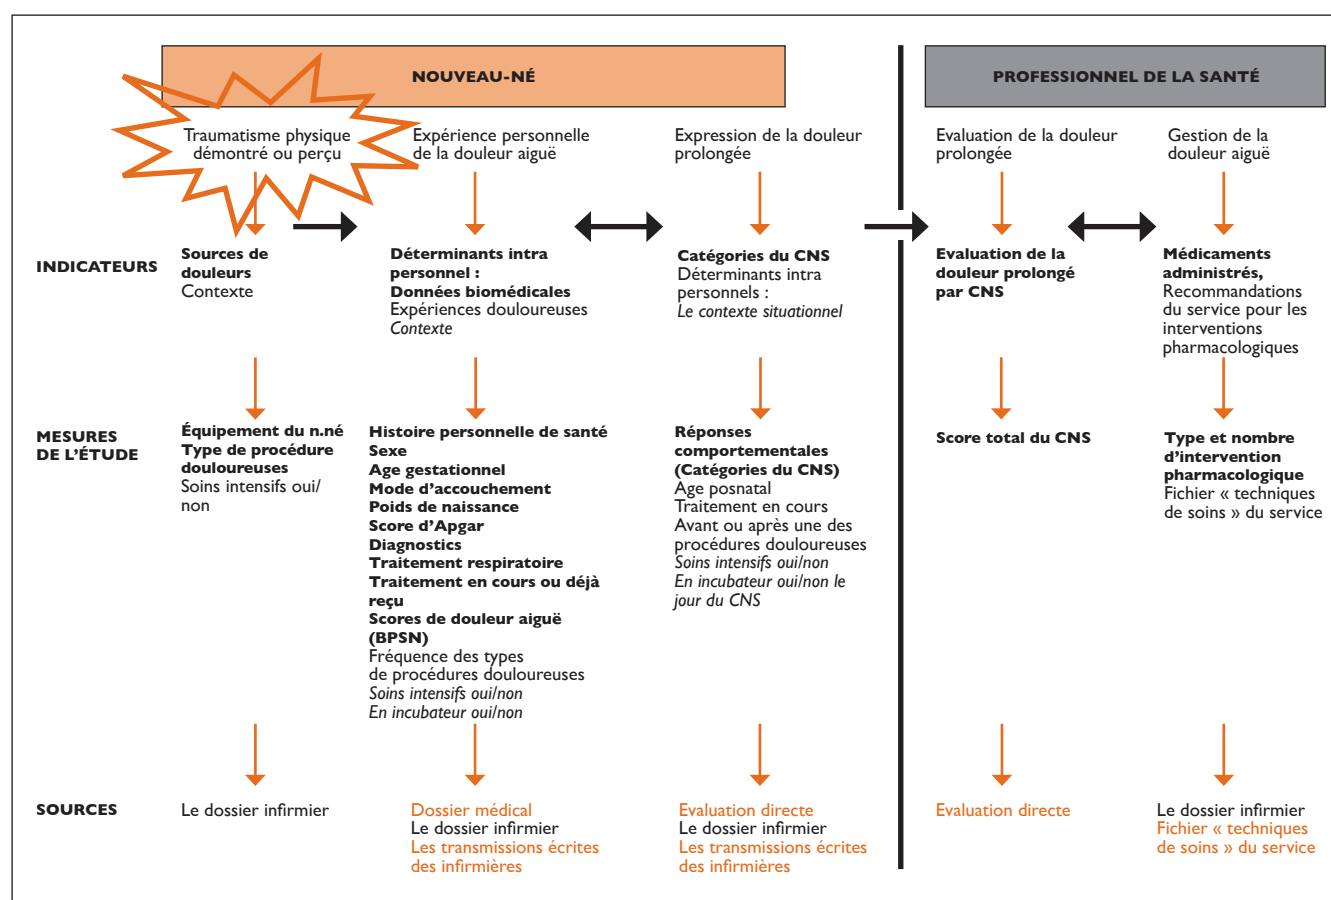 NOUVEAU-NÉ
PROFESSIONNEL DE LA SANTÉ
Traumatisme physique
démontré ou perçu
Expérience personnelle
de la douleur aiguë
Expression de la douleur
prolongée
Evaluation de la douleur
prolongée
Gestion de la
douleur aiguë
INDICATEURS
Sources de
douleurs
Contexte
Déterminants intra
personnel :
Données biomédicales
Expériences douloureuses
Contexte
Catégories du CNS
Déterminants intra
personnels :
Le contexte situationnel
Evaluation de la
douleur prolongé
par CNS
Médicaments
administrés,
Recommandations
du service pour les
interventions
pharmacologiques
MESURES
DE L'ÉTUDE
Équipement du n.né
Type de procédure
douloureuses
Soins intensifs oui/
non
Histoire personnelle de santé
Sexe
Age gestationnel
Mode d'accouchement
Poids de naissance
Score d'Apgar
Diagnostics
Traitement respiratoire
Traitement en cours ou déjà
reçu
Scores de douleur aiguë
(BPSN)
Fréquence des types
de procédures douloureuses
Soins intensifs oui/non
En incubateur oui/non
Réponses
comportementales
(Catégories du CNS)
Age posnatal
Traitement en cours
Avant ou après une des
procédures douloureuses
Soins intensifs oui/non
En incubateur oui/non le
jour du CNS
Score total du CNS
Type et nombre
d'intervention
pharmacologique
Fichier « techniques
de soins » du service
SOURCES
Le dossier infirmier
Dossier médical
Le dossier infirmier
Les transmissions écrites
des infirmières
Evaluation directe
Le dossier infirmier
Les transmissions écrites
des infirmières
Evaluation directe
Le dossier infirmier
Fichier « techniques
de soins » du service